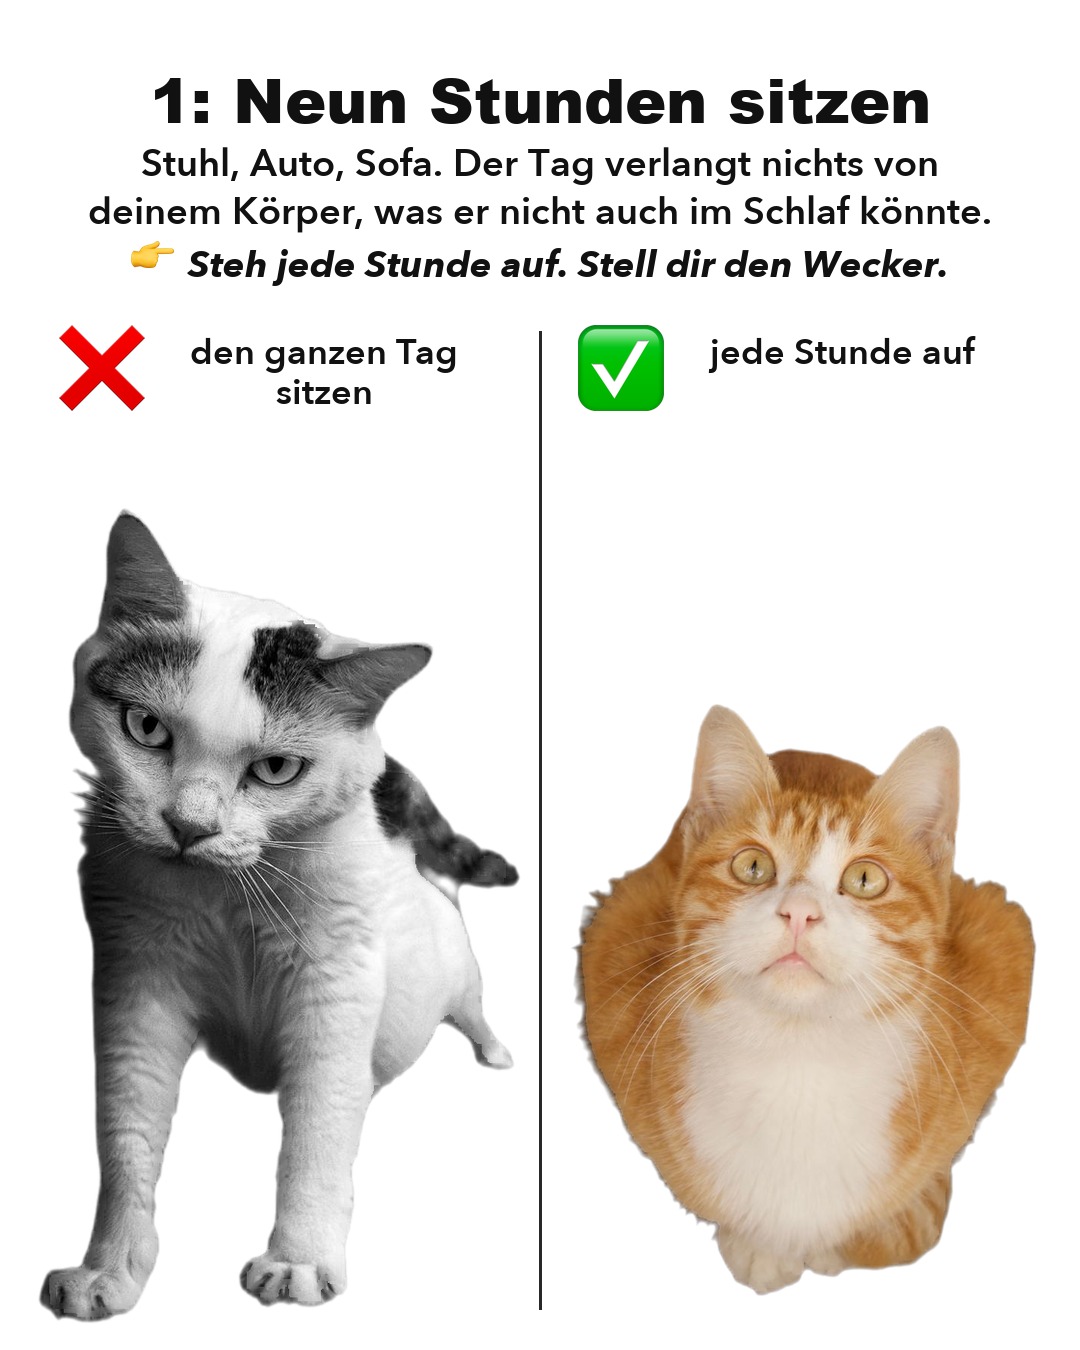 1: Neun Stunden sitzen
Stuhl, Auto, Sofa. Der Tag verlangt nichts von
deinem Körper, was er nicht auch im Schlaf könnte.
👉 Steh jede Stunde auf. Stell dir den Wecker.
❌ den ganzen Tag
sitzen
✅ jede Stunde auf